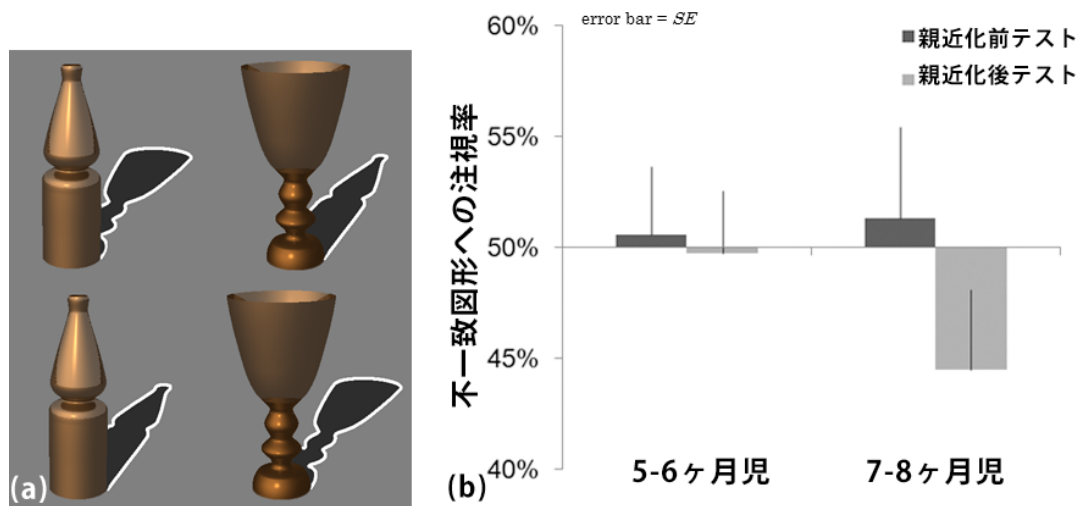 (a)
error bar = SE
親近化前テスト
親近化後テスト
不一致図形への注視率
60%
55%
50%
45%
40%
5-6ヶ月児
7-8ヶ月児
(b)